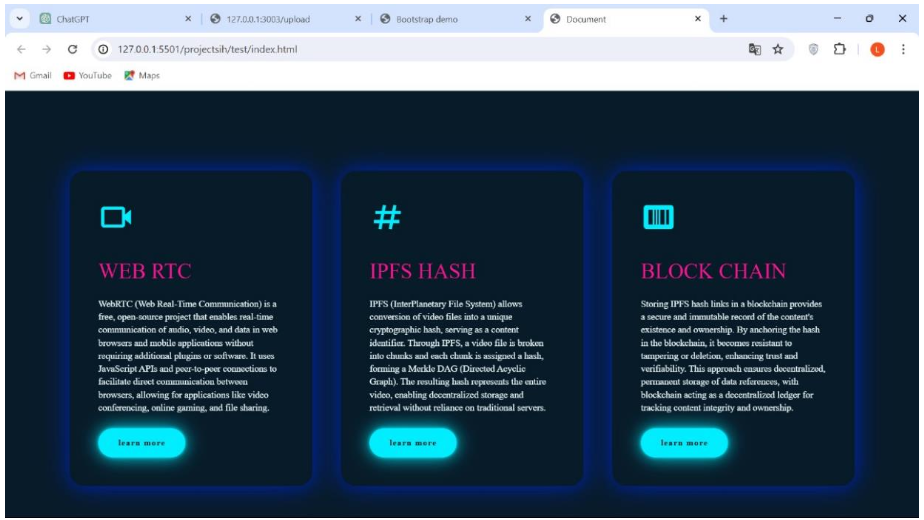 ChatGPT
127.0.0.1:3003/upload
Bootstrap demo
Document
127.0.0.1:5501/projectsih/test/index.html
L
Gmail
YouTube
Maps
WEB RTC
WebRTC (Web Real-Time Communication) is a
free, open-source project that enables real-time
communication of audio, video, and data in web
browsers and mobile applications without
requiring additional plugins or software. It uses
JavaScript APIs and peer-to-peer connections to
facilitate direct communication between
browsers, allowing for applications like video
conferencing, online gaming, and file sharing.
learn more
IPFS HASH
IPFS (InterPlanetary File System) allows
conversion of video files into a unique
cryptographic hash, serving as a content
identifier. Through IPFS, a video file is broken
into chunks and each chunk is assigned a hash,
forming a Merkle DAG (Directed Acyclic
Graph). The resulting hash represents the entire
video, enabling decentralized storage and
retrieval without reliance on traditional servers.
learn more
BLOCK CHAIN
Storing IPFS hash links in a blockchain provides
a secure and immutable record of the content's
existence and ownership. By anchoring the hash
in the blockchain, it becomes resistant to
tampering or deletion, enhancing trust and
verifiability. This approach ensures decentralized,
permanent storage of data references, with
blockchain acting as a decentralized ledger for
tracking content integrity and ownership.
learn more